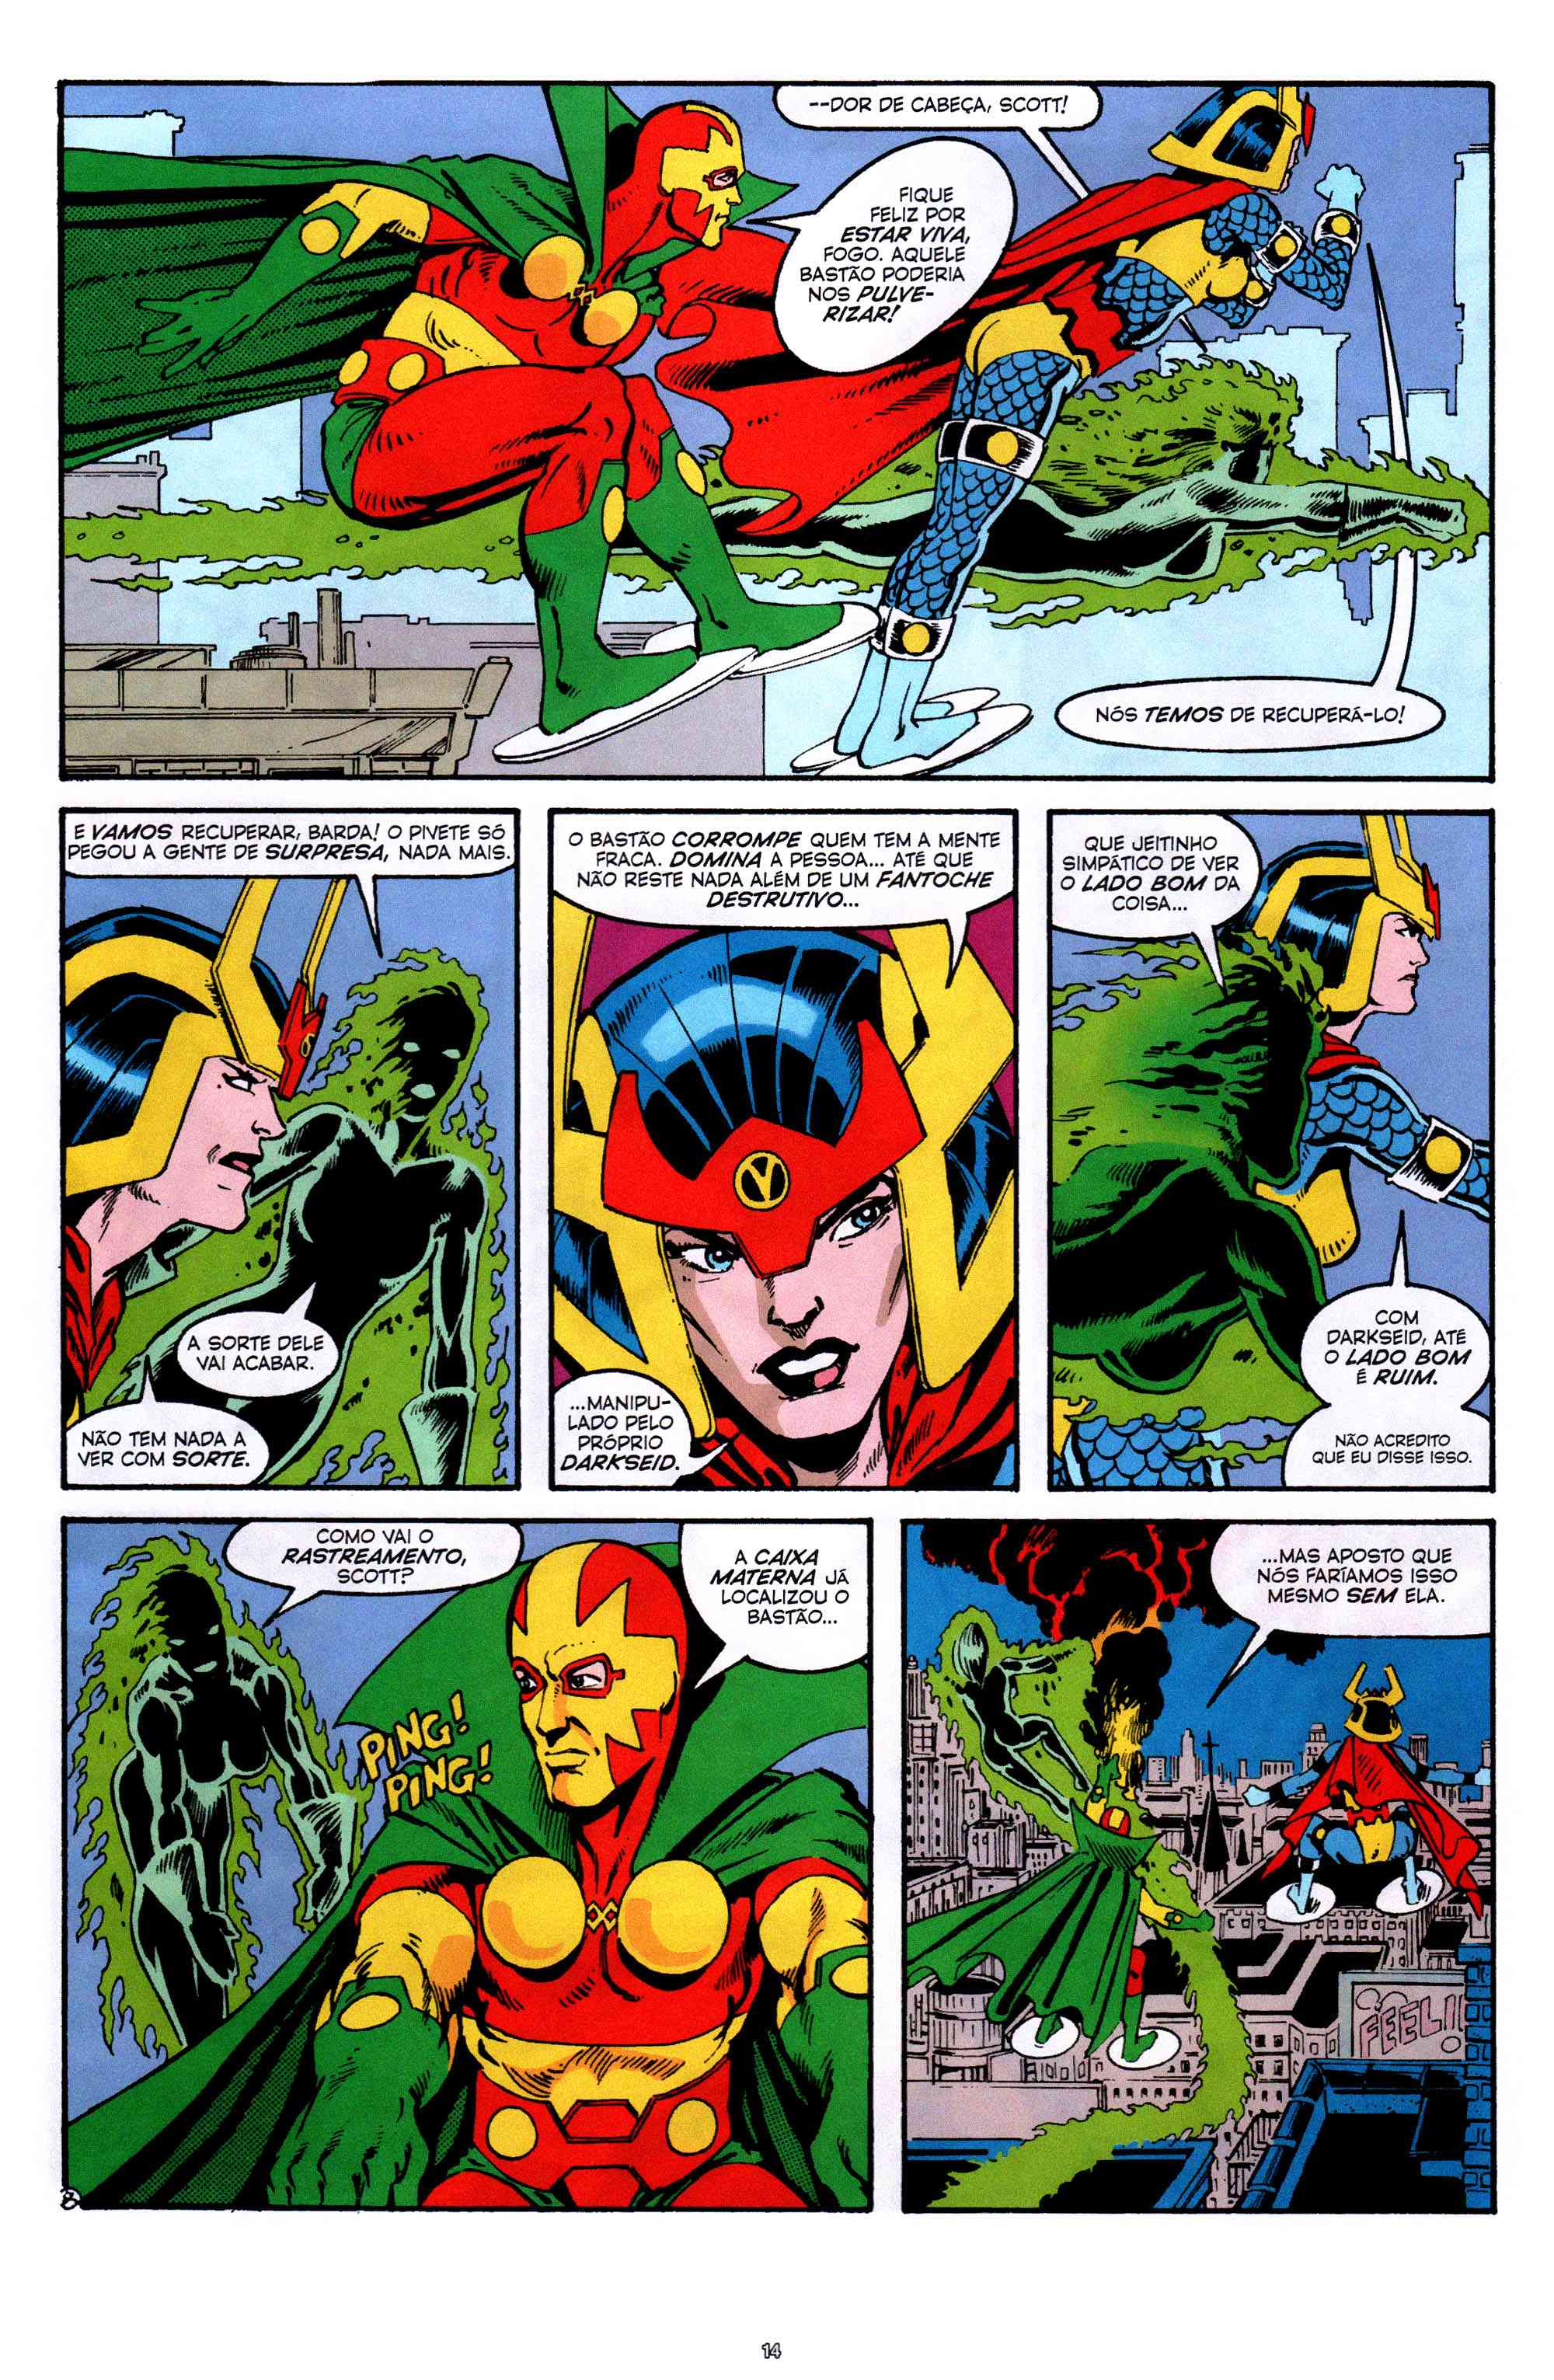 --DOR DE CABEÇA, SCOTT!
FIQUE
FELIZ POR
ESTAR VIVA,
FOGO. AQUELE
BASTÃO PODERIA
NOS PULVE-
RIZAR!
NÓS TEMOS DE RECUPERÁ-LO!
E VAMOS RECUPERAR, BARDA! O PIVETE SÓ
PEGOU A GENTE DE SURPRESA, NADA MAIS.
A SORTE DELE
VAI ACABAR.
NÃO TEM NADA A
VER COM SORTE.
O BASTÃO CORROMPE QUEM TEM A MENTE
FRACA. DOMINA A PESSOA... ATÉ QUE
NÃO RESTE NADA ALÉM DE UM FANTOCHE
DESTRUTIVO...
...MANIPU-
LADO PELO
PRÓPRIO
DARKSEID.
QUE JEITINHO
SIMPÁTICO DE VER
O LADO BOM DA
COISA...
COM
DARKSEID, ATÉ
O LADO BOM
É RUIM.
NÃO ACREDITO
QUE EU DISSE ISSO.
COMO VAI O
RASTREAMENTO,
SCOTT?
PING!
PING!
A CAIXA
MATERNA JÁ
LOCALIZOU O
BASTÃO...
...MAS APOSTO QUE
NÓS FARÍAMOS ISSO
MESMO SEM ELA.
FEELI
8
14